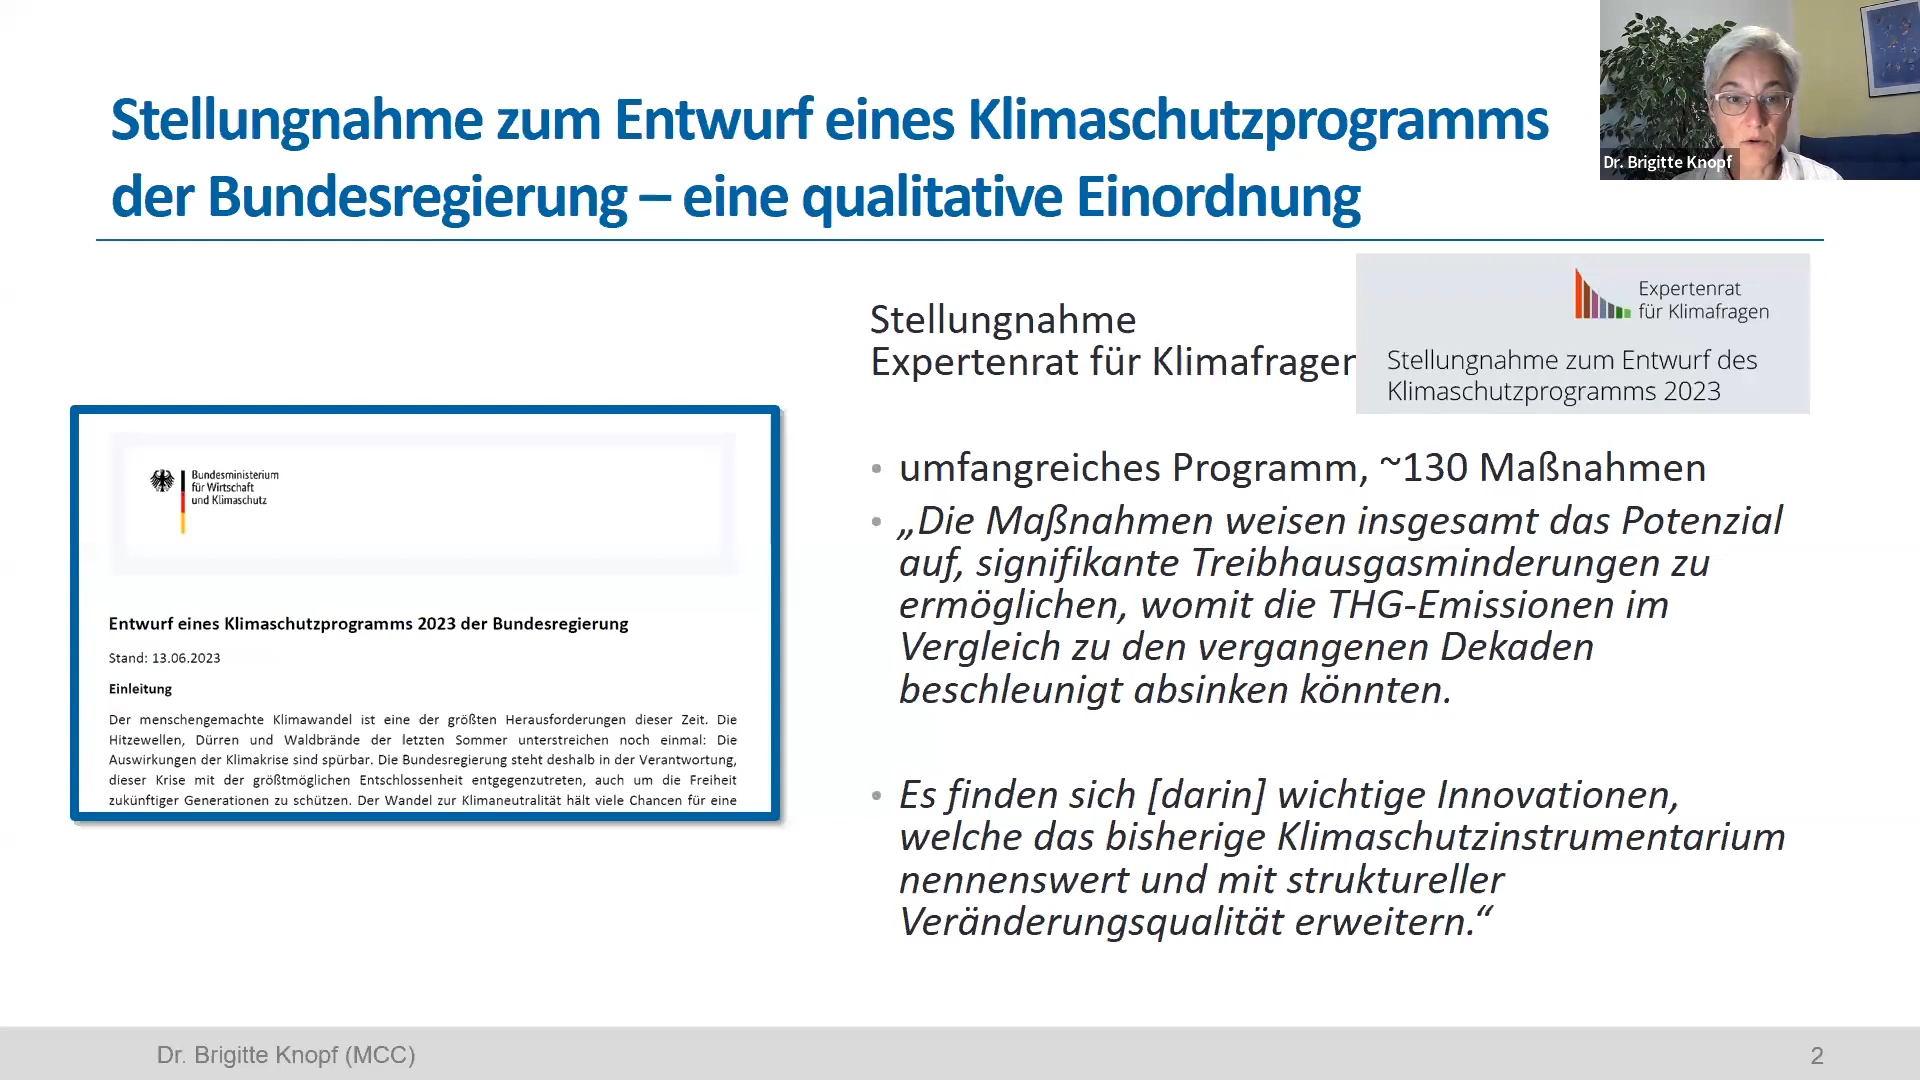 Stellungnahme zum Entwurf eines Klimaschutzprogramms
der Bundesregierung – eine qualitative Einordnung
Dr. Brigitte Knopf
Bundesministerium
für Wirtschaft
und Klimaschutz
Entwurf eines Klimaschutzprogramms 2023 der Bundesregierung
Stand: 13.06.2023
Einleitung
Der menschengemachte Klimawandel ist eine der größten Herausforderungen dieser Zeit. Die
Hitzewellen, Dürren und Waldbrände der letzten Sommer unterstreichen noch einmal: Die
Auswirkungen der Klimakrise sind spürbar. Die Bundesregierung steht deshalb in der Verantwortung,
dieser Krise mit der größtmöglichen Entschlossenheit entgegenzutreten, auch um die Freiheit
zukünftiger Generationen zu schützen. Der Wandel zur Klimaneutralität hält viele Chancen für eine
Stellungnahme
Expertenrat für Klimafragen
Expertenrat
für Klimafragen
Stellungnahme zum Entwurf des
Klimaschutzprogramms 2023
• umfangreiches Programm, ~130 Maßnahmen
• „Die Maßnahmen weisen insgesamt das Potenzial
auf, signifikante Treibhausgasminderungen zu
ermöglichen, womit die THG-Emissionen im
Vergleich zu den vergangenen Dekaden
beschleunigt absinken könnten.
• Es finden sich [darin] wichtige Innovationen,
welche das bisherige Klimaschutzinstrumentarium
nennenswert und mit struktureller
Veränderungsqualität erweitern.“
Dr. Brigitte Knopf (MCC)
2